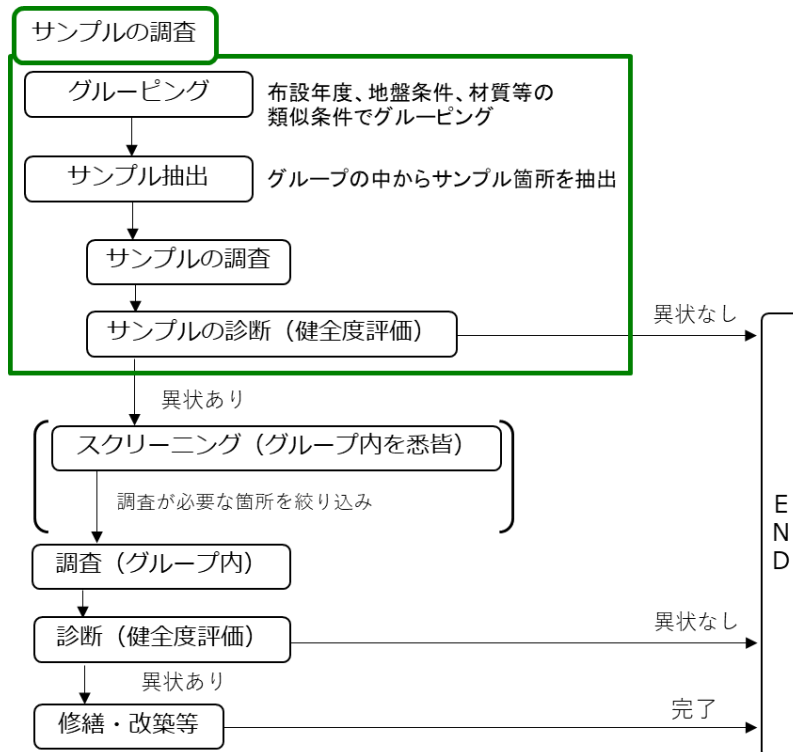 サンプルの調査
グルーピング
布設年度、地盤条件、材質等の
類似条件でグルーピング
サンプル抽出
グループの中からサンプル箇所を抽出
サンプルの調査
サンプルの診断（健全度評価）
異状なし
異状あり
スクリーニング（グループ内を悉皆）
調査が必要な箇所を絞り込み
調査（グループ内）
診断（健全度評価）
異状なし
異状あり
修繕・改築等
完了
END